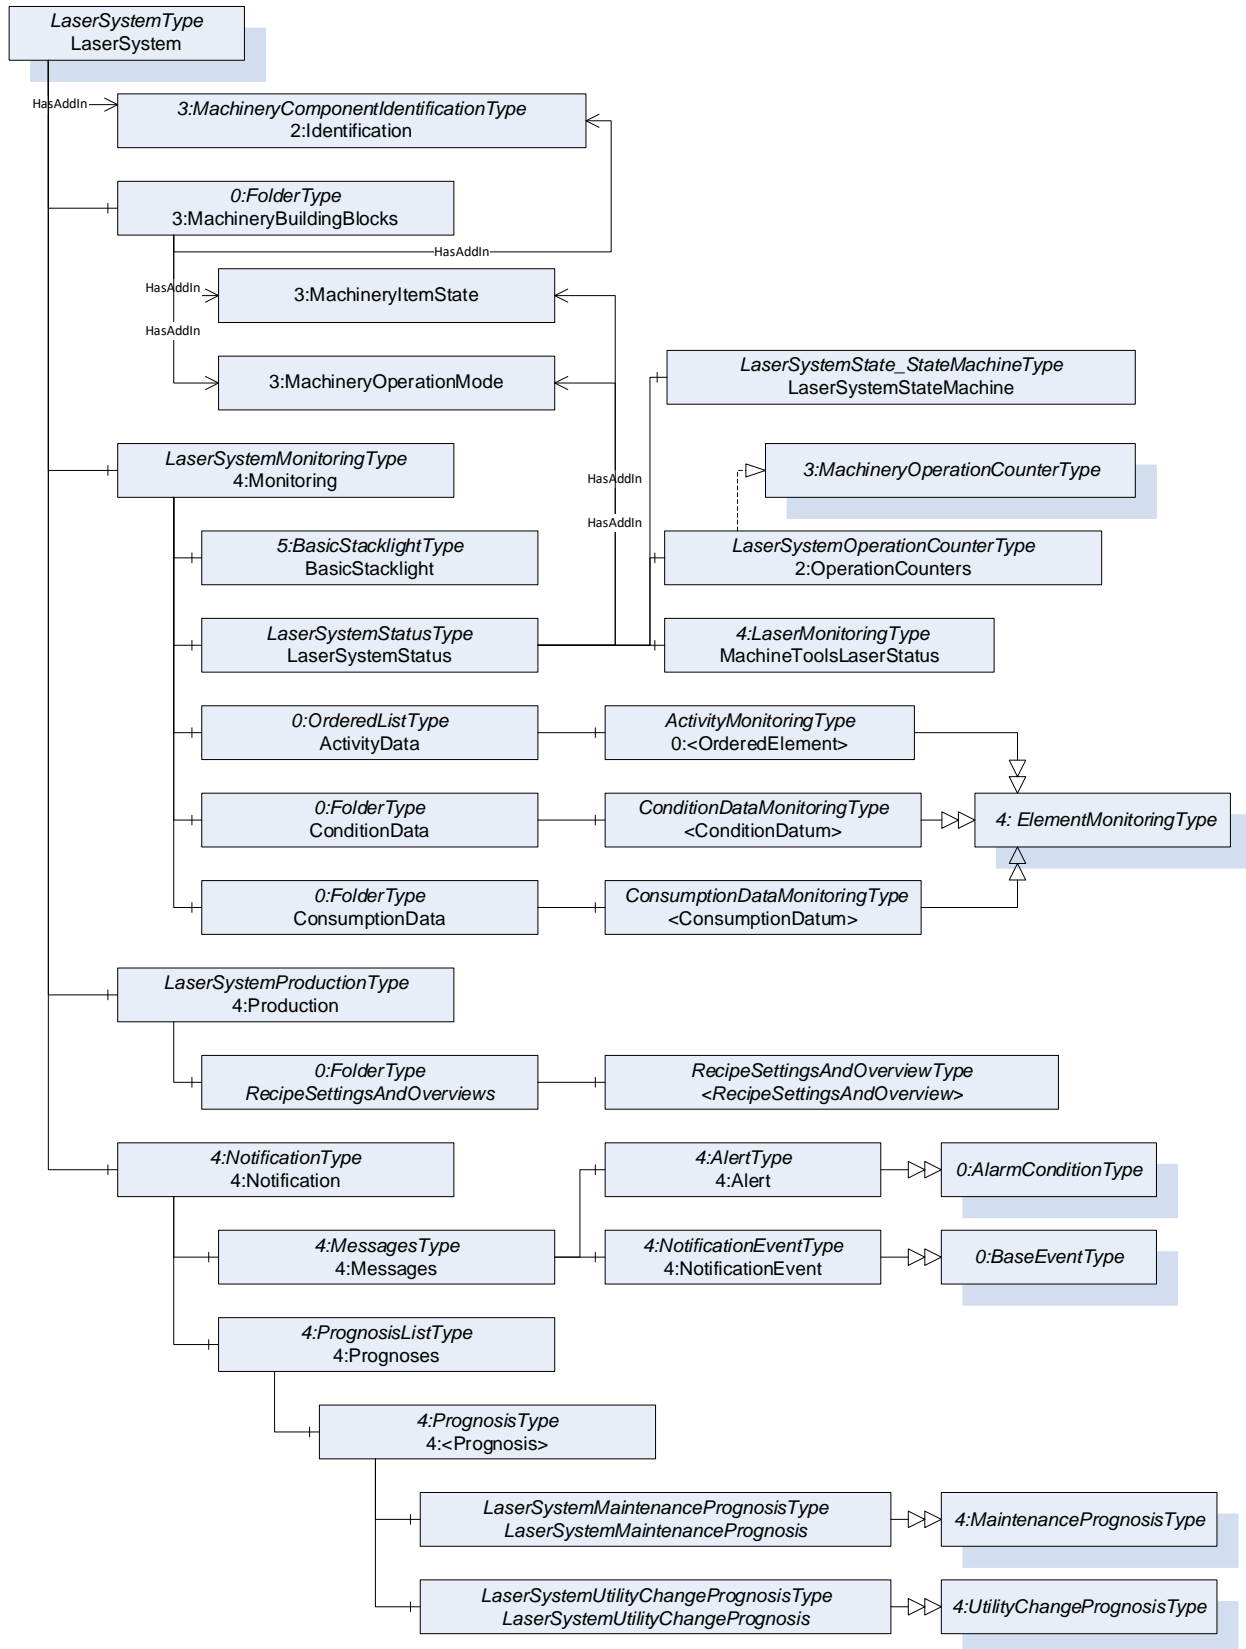 LaserSystemType
LaserSystem
HasAddIn
3:MachineryComponentIdentificationType
2:Identification
0:FolderType
3:MachineryBuildingBlocks
HasAddIn
HasAddIn
3:MachineryItemState
HasAddIn
3:MachineryOperationMode
LaserSystemState_StateMachineType
LaserSystemStateMachine
LaserSystemMonitoringType
4:Monitoring
HasAddIn
3:MachineryOperationCounterType
HasAddIn
5:BasicStacklightType
BasicStacklight
LaserSystemOperationCounterType
2:OperationCounters
LaserSystemStatusType
LaserSystemStatus
4:LaserMonitoringType
MachineToolsLaserStatus
0:OrderedListType
ActivityData
ActivityMonitoringType
0:<OrderedElement>
0:FolderType
ConditionData
ConditionDataMonitoringType
<ConditionDatum>
4: ElementMonitoringType
0:FolderType
ConsumptionData
ConsumptionDataMonitoringType
<ConsumptionDatum>
LaserSystemProductionType
4:Production
0:FolderType
RecipeSettingsAndOverviews
RecipeSettingsAndOverviewType
<RecipeSettingsAndOverview>
4:NotificationType
4:Notification
4:AlertType
4:Alert
0:AlarmConditionType
4:MessagesType
4:Messages
4:NotificationEventType
4:NotificationEvent
0:BaseEventType
4:PrognosisListType
4:Prognoses
4:PrognosisType
4:<Prognosis>
LaserSystemMaintenancePrognosisType
LaserSystemMaintenancePrognosis
4:MaintenancePrognosisType
LaserSystemUtilityChangePrognosisType
LaserSystemUtilityChangePrognosis
4:UtilityChangePrognosisType